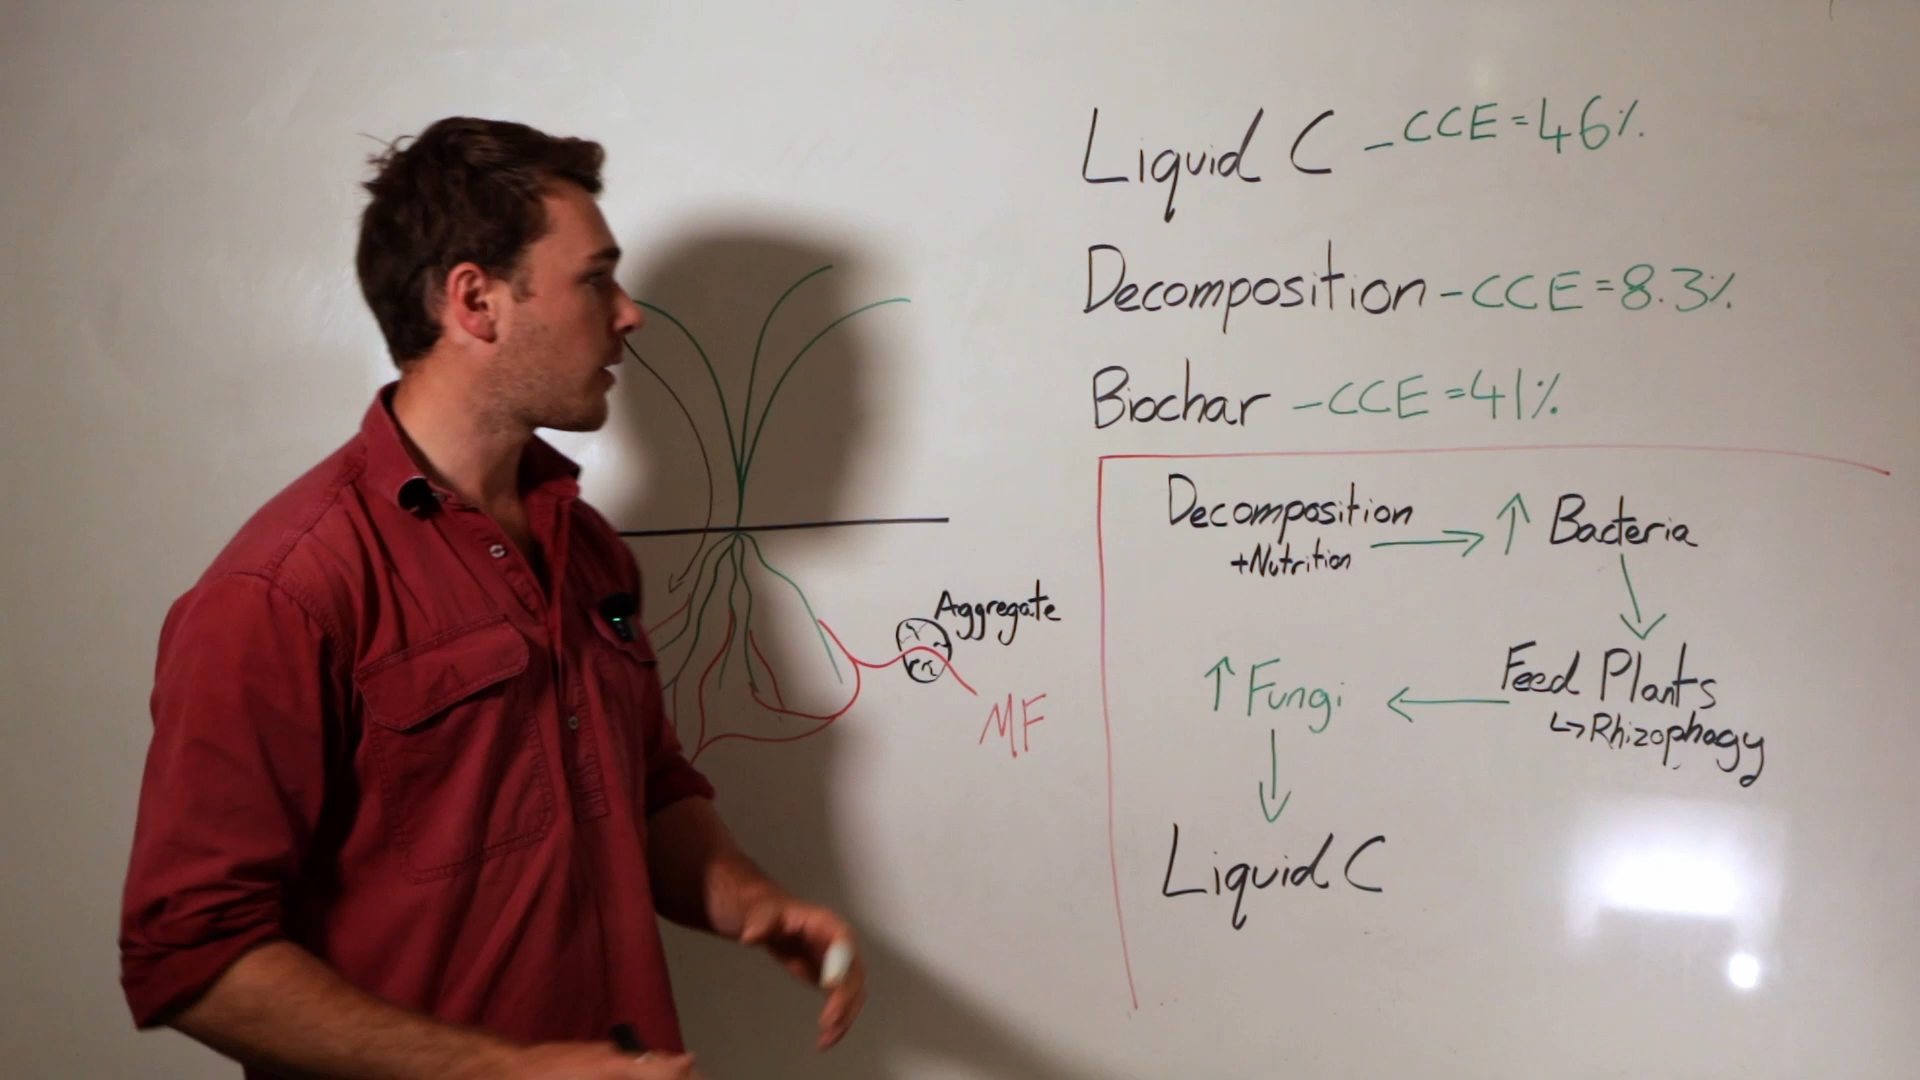 Liquid C - CCE = 46%
Decomposition - CCE = 8.3%
Biochar - CCE = 41%
Decomposition
+Nutrition → ↑ Bacteria
Feed Plants
↳ Rhizophagy
↑ Fungi
Liquid C
Aggregate
MF